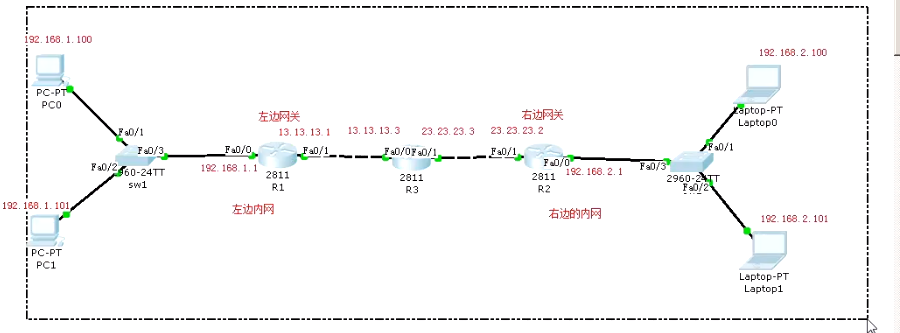 192.168.1.100
PC-PT
PC0
Fa0/1
Fa0/2
Fa0/3
960-24TT
sw1
192.168.1.101
PC-PT
PC1
左边网关
13.13.13.1
Fa0/0
Fa0/1
192.168.1.1
2811
R1
左边内网
13.13.13.3
23.23.23.3
Fa0/0
Fa0/1
2811
R3
右边网关
23.23.23.2
Fa0/1
Fa0/0
192.168.2.1
2811
R2
右边的内网
192.168.2.100
Laptop-PT
Laptop0
Fa0/1
Fa0/3
2960-24TT
Fa0/2
192.168.2.101
Laptop-PT
Laptop1